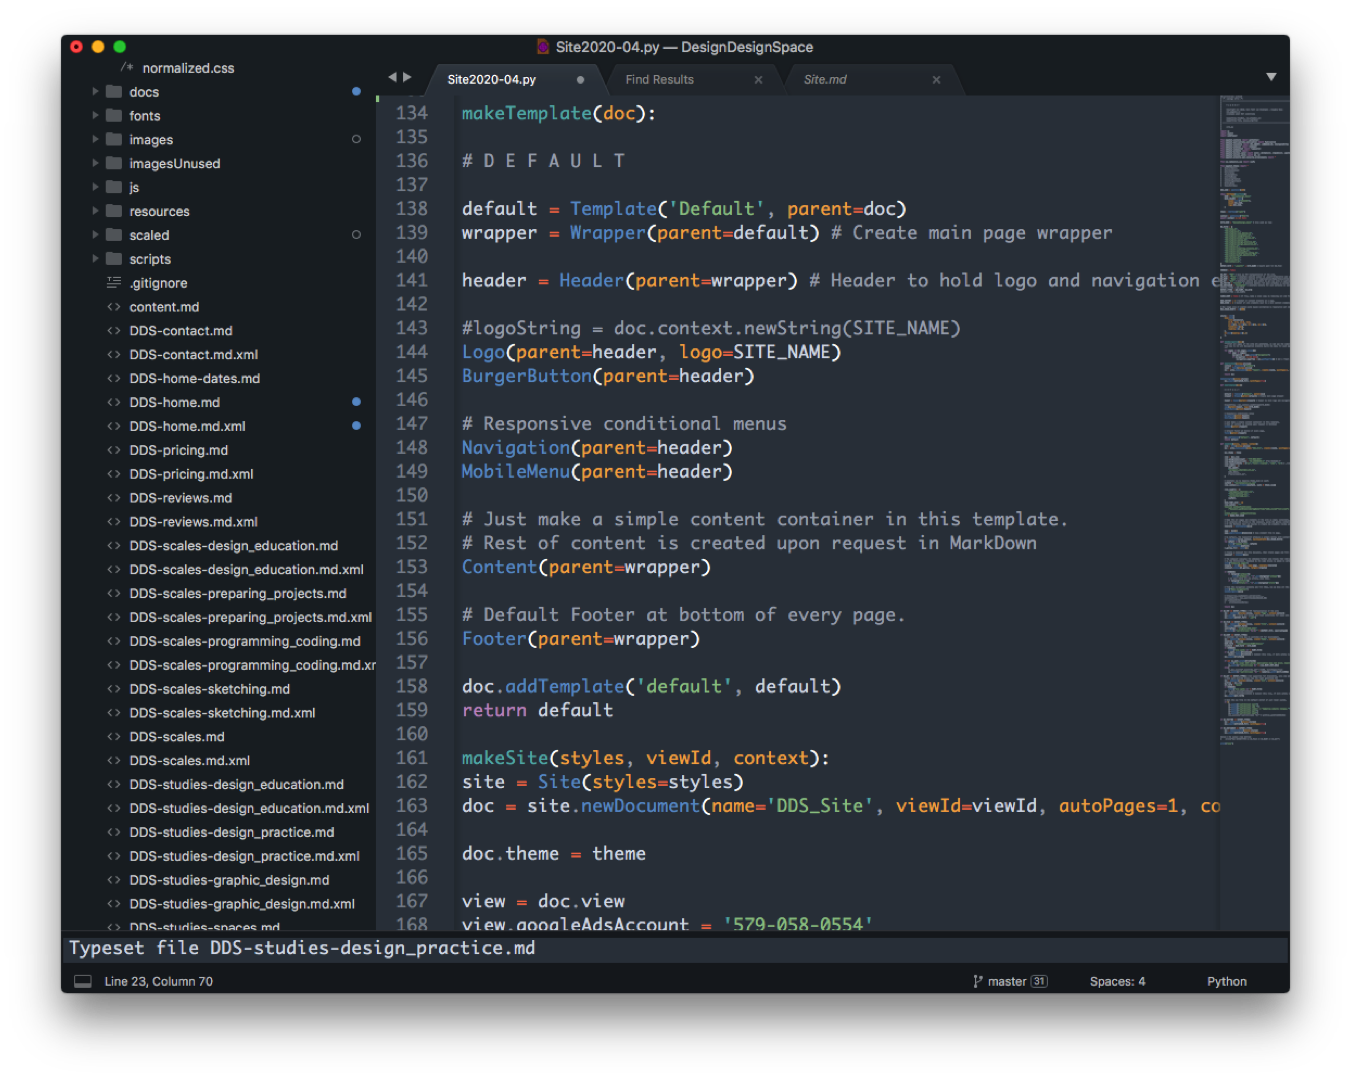 Site2020-04.py — DesignDesignSpace
/* normalized.css
docs
fonts
images
imagesUnused
js
resources
scaled
scripts
.gitignore
<> content.md
<> DDS-contact.md
<> DDS-contact.md.xml
<> DDS-home-dates.md
<> DDS-home.md
<> DDS-home.md.xml
<> DDS-pricing.md
<> DDS-pricing.md.xml
<> DDS-reviews.md
<> DDS-reviews.md.xml
<> DDS-scales-design_education.md
<> DDS-scales-design_education.md.xml
<> DDS-scales-preparing_projects.md
<> DDS-scales-preparing_projects.md.xml
<> DDS-scales-programming_coding.md
<> DDS-scales-programming_coding.md.xr
<> DDS-scales-sketching.md
<> DDS-scales-sketching.md.xml
<> DDS-scales.md
<> DDS-scales.md.xml
<> DDS-studies-design_education.md
<> DDS-studies-design_education.md.xml
<> DDS-studies-design_practice.md
<> DDS-studies-design_practice.md.xml
<> DDS-studies-graphic_design.md
<> DDS-studies-graphic_design.md.xml
<> DDS-studies-spaces.md
Site2020-04.py Find Results Site.md
134 makeTemplate(doc):
135
136 # D E F A U L T
137
138 default = Template('Default', parent=doc)
139 wrapper = Wrapper(parent=default) # Create main page wrapper
140
141 header = Header(parent=wrapper) # Header to hold logo and navigation e
142
143 #logoString = doc.context.newString(SITE_NAME)
144 Logo(parent=header, logo=SITE_NAME)
145 BurgerButton(parent=header)
146
147 # Responsive conditional menus
148 Navigation(parent=header)
149 MobileMenu(parent=header)
150
151 # Just make a simple content container in this template.
152 # Rest of content is created upon request in MarkDown
153 Content(parent=wrapper)
154
155 # Default Footer at bottom of every page.
156 Footer(parent=wrapper)
157
158 doc.addTemplate('default', default)
159 return default
160
161 makeSite(styles, viewId, context):
162 site = Site(styles=styles)
163 doc = site.newDocument(name='DDS_Site', viewId=viewId, autoPages=1, co
164
165 doc.theme = theme
166
167 view = doc.view
168 view.googleAdsAccount = '579-058-0554'
Typeset file DDS-studies-design_practice.md
Line 23, Column 70
master 31
Spaces: 4
Python